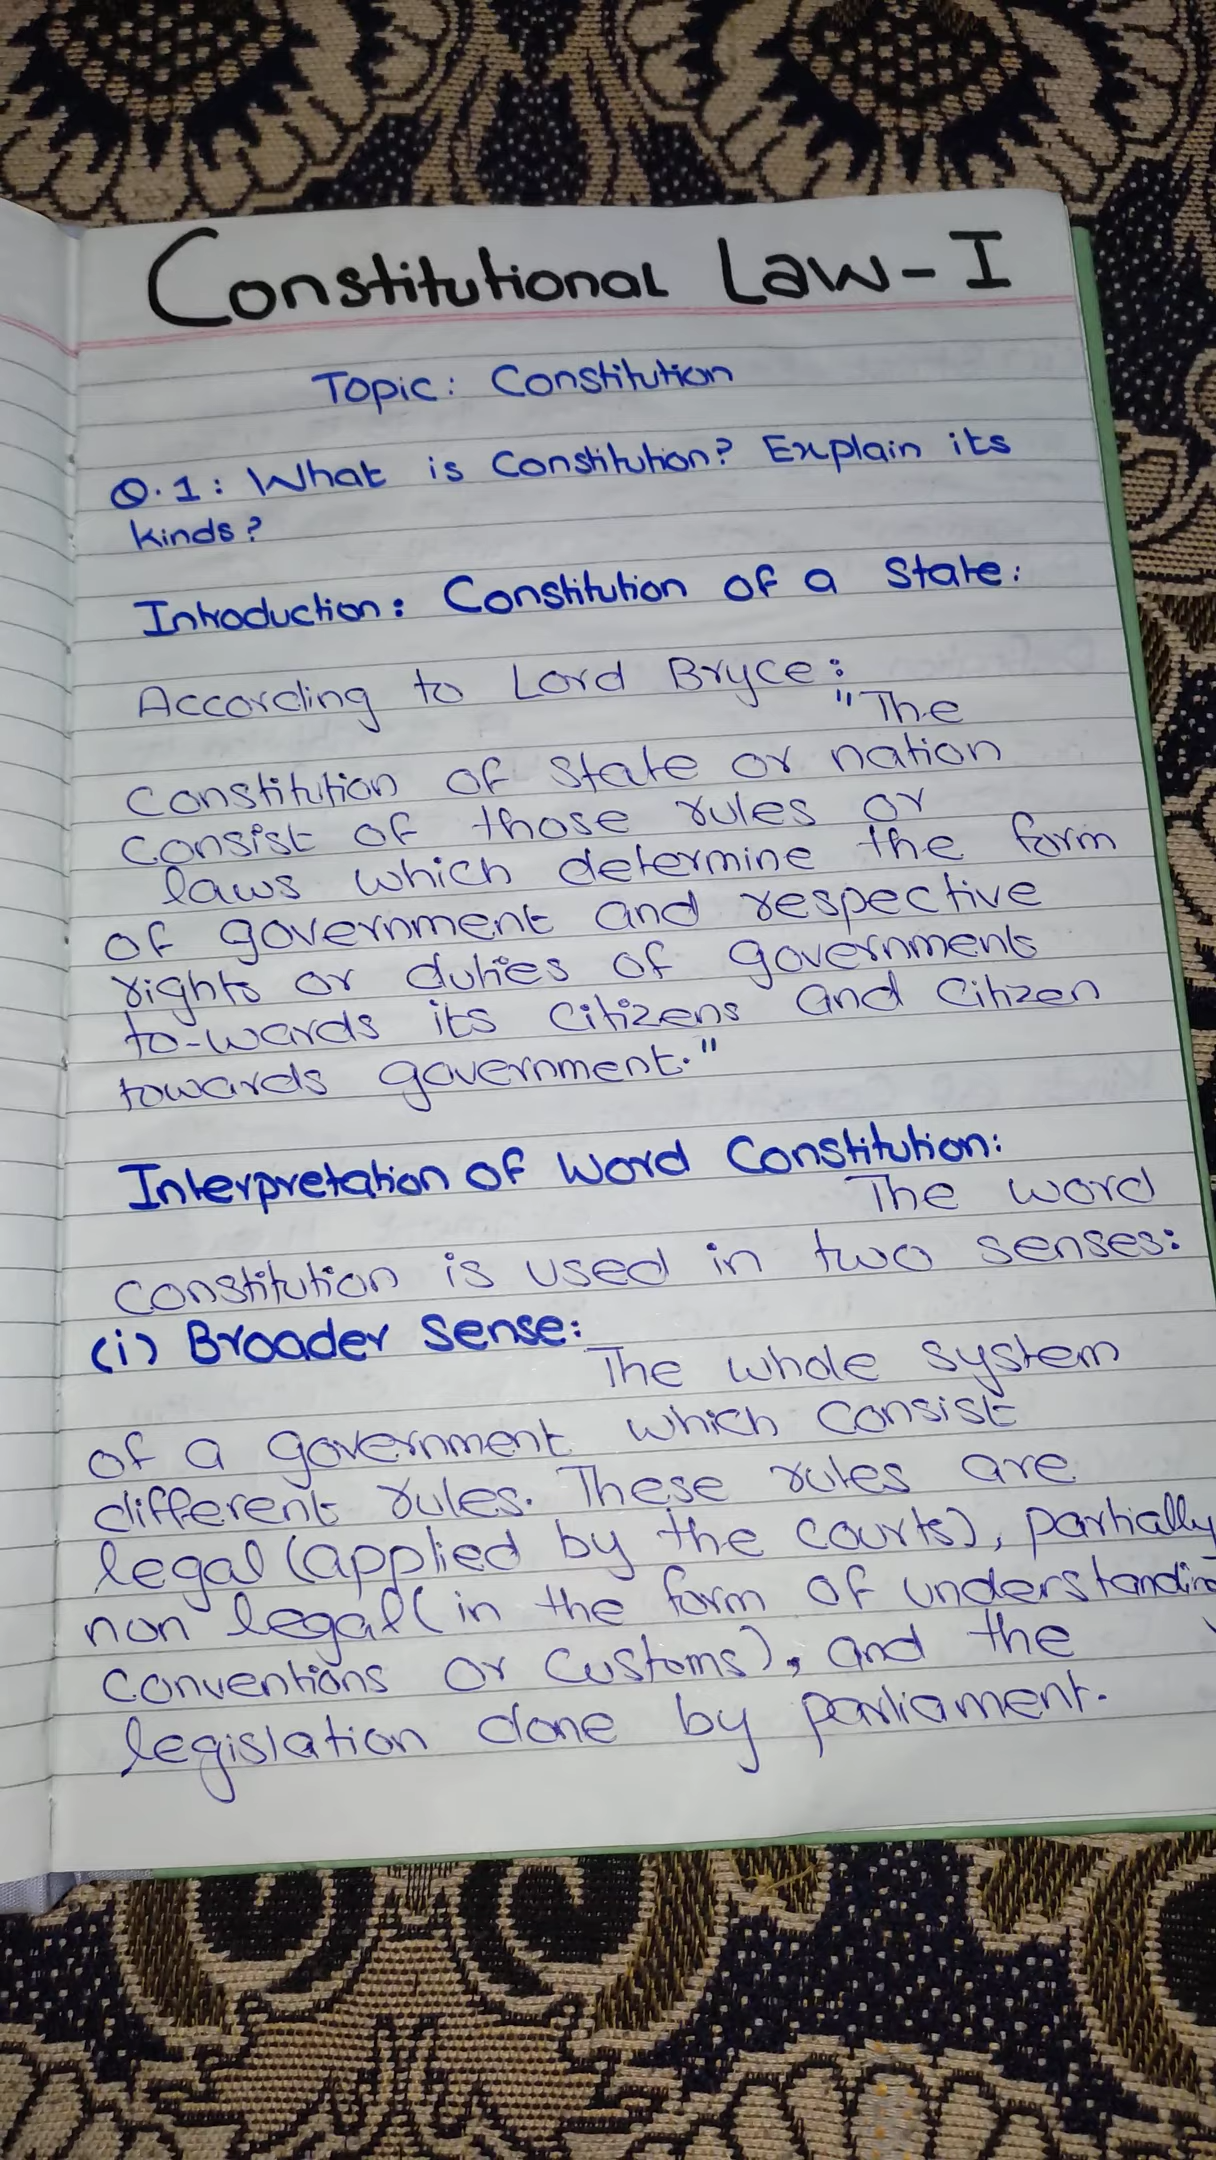 Constitutional Law-I
Topic: Constitution
Q.1: What is Constitution? Explain its
kinds?
Introduction: Constitution of a State:
According to Lord Bryce:
"The
Constitution of state or nation
consist of those rules or
laws which determine the form
of government and respective
rights or duties of governments
to-wards its citizens and citizen
towards government."
Interpretation of word Constitution:
The word
constitution is used in two senses:
(i) Broader Sense:
The whole system
of a government which consist
different rules. These rules are
legal (applied by the courts), partially
non legal (in the form of understanding
conventions or customs), and the
legislation done by parliament.